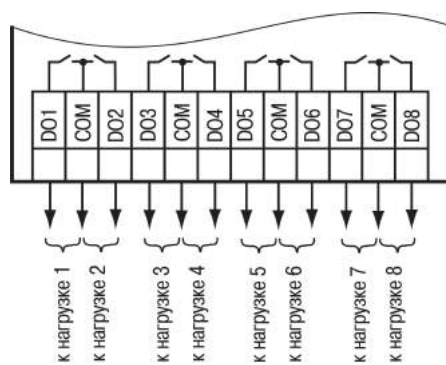 DO1
COM
DO2
DO3
COM
DO4
DO5
COM
DO6
DO7
COM
DO8
к нагрузке 1
к нагрузке 2
к нагрузке 3
к нагрузке 4
к нагрузке 5
к нагрузке 6
к нагрузке 7
к нагрузке 8